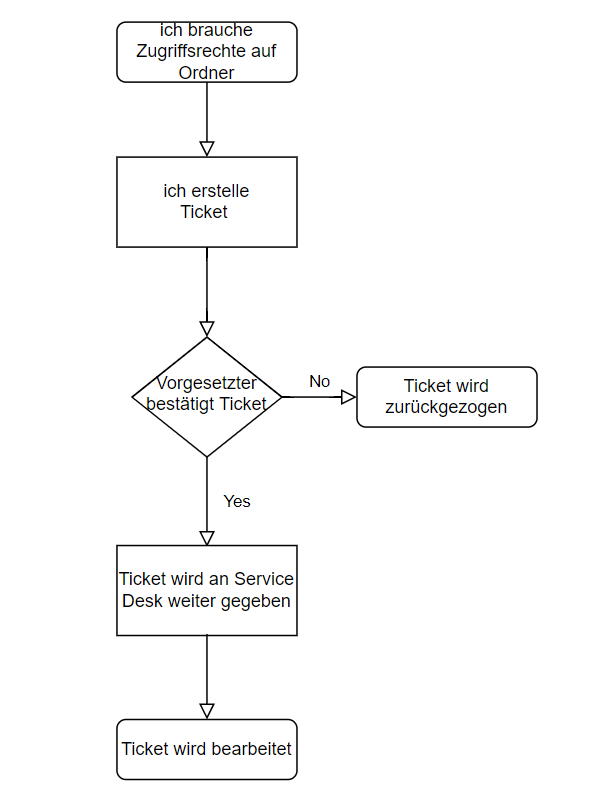 ich brauche
Zugriffsrechte auf
Ordner
ich erstelle
Ticket
Vorgesetzter
bestätigt Ticket
No
Ticket wird
zurückgezogen
Yes
Ticket wird an Service
Desk weiter gegeben
Ticket wird bearbeitet